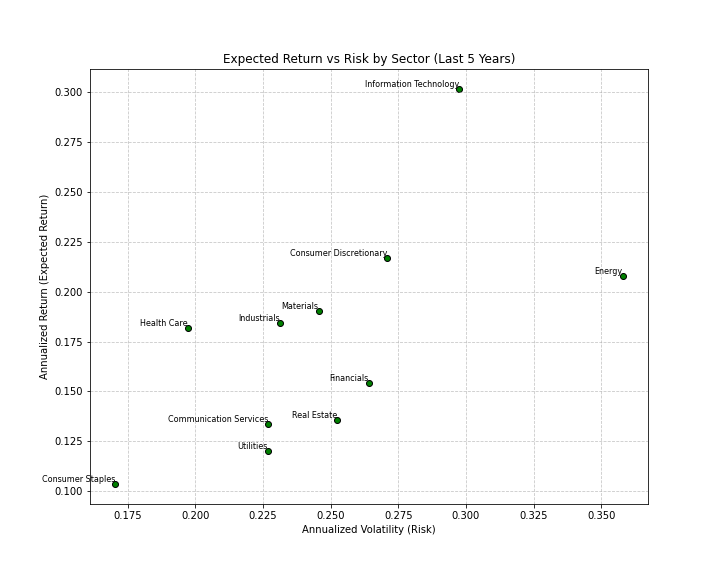 Expected Return vs Risk by Sector (Last 5 Years)
Annualized Return (Expected Return)
0.300
0.275
0.250
0.225
0.200
0.175
0.150
0.125
0.100
Information Technology
Consumer Discretionary
Energy
Materials
Industrials
Health Care
Financials
Real Estate
Communication Services
Utilities
Consumer Staples
0.175
0.200
0.225
0.250
0.275
0.300
0.325
0.350
Annualized Volatility (Risk)